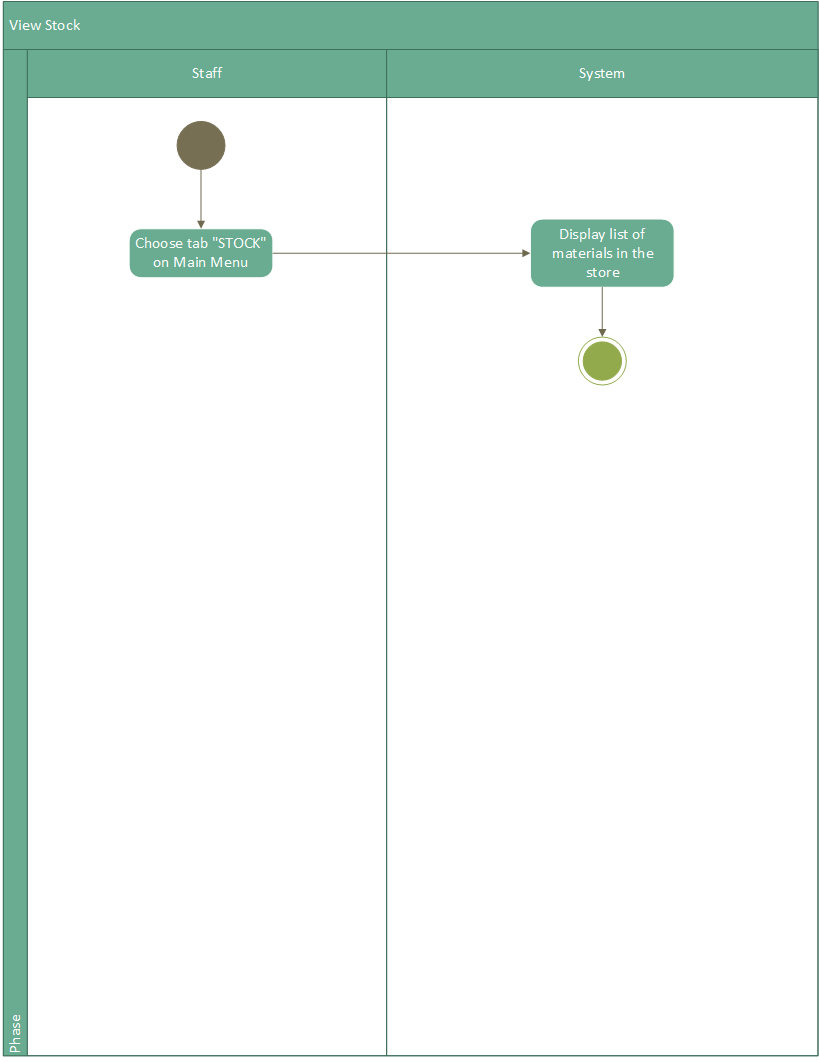 View Stock
Staff
System
Choose tab "STOCK"
on Main Menu
Display list of
materials in the
store
Phase